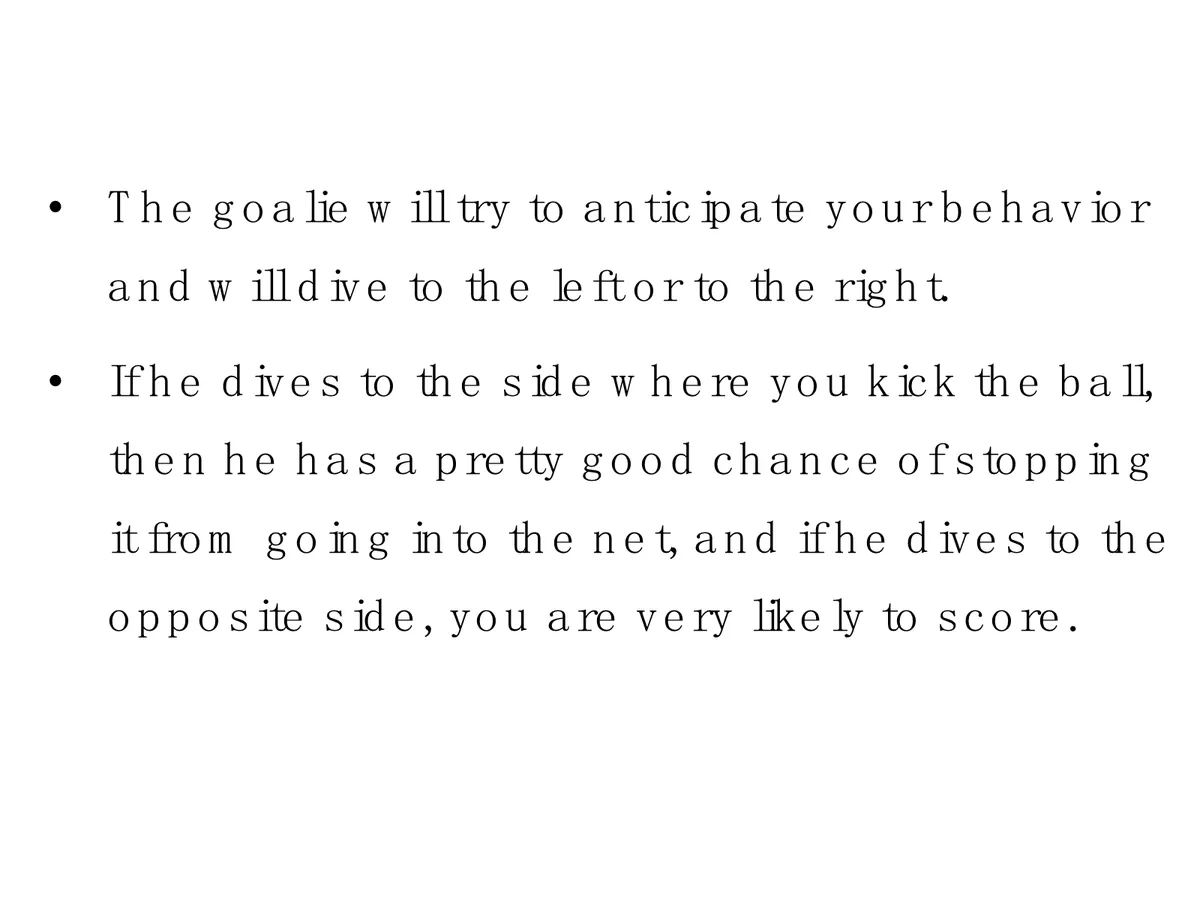 • The goalie will try to anticipate your behavior
and will dive to the left or to the right.
• If he dives to the side where you kick the ball,
then he has a pretty good chance of stopping
it from going into the net, and if he dives to the
opposite side, you are very likely to score.